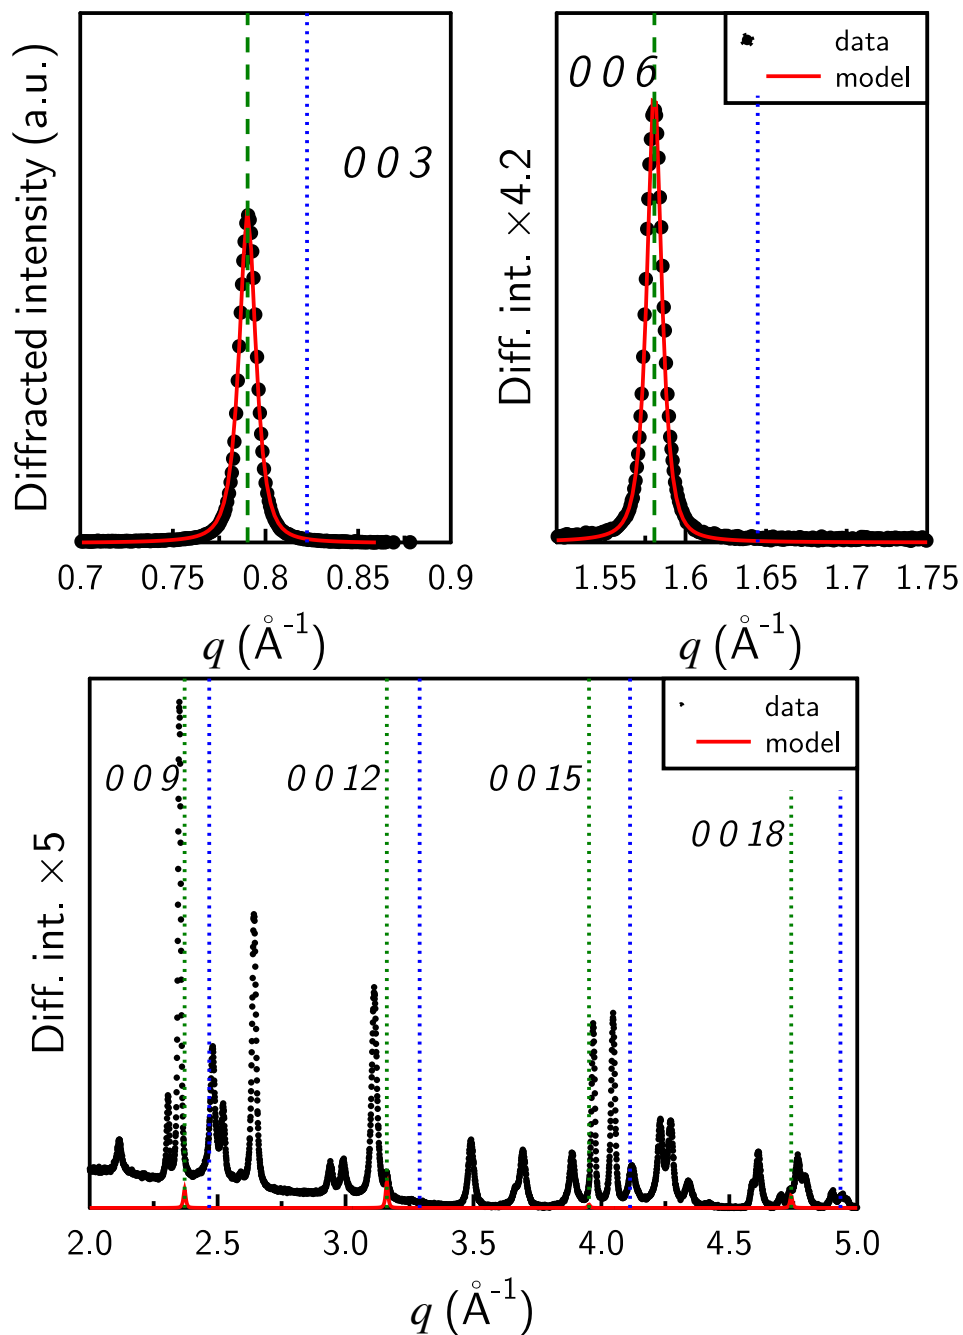 Diffracted intensity (a.u.)
0 0 3
0.7 0.75 0.8 0.85 0.9
q (Å⁻¹)
Diff. int. ×4.2
0 0 6
data
model
1.55 1.6 1.65 1.7 1.75
q (Å⁻¹)
Diff. int. ×5
data
model
0 0 9 0 0 12 0 0 15
0 0 18
2.0 2.5 3.0 3.5 4.0 4.5 5.0
q (Å⁻¹)